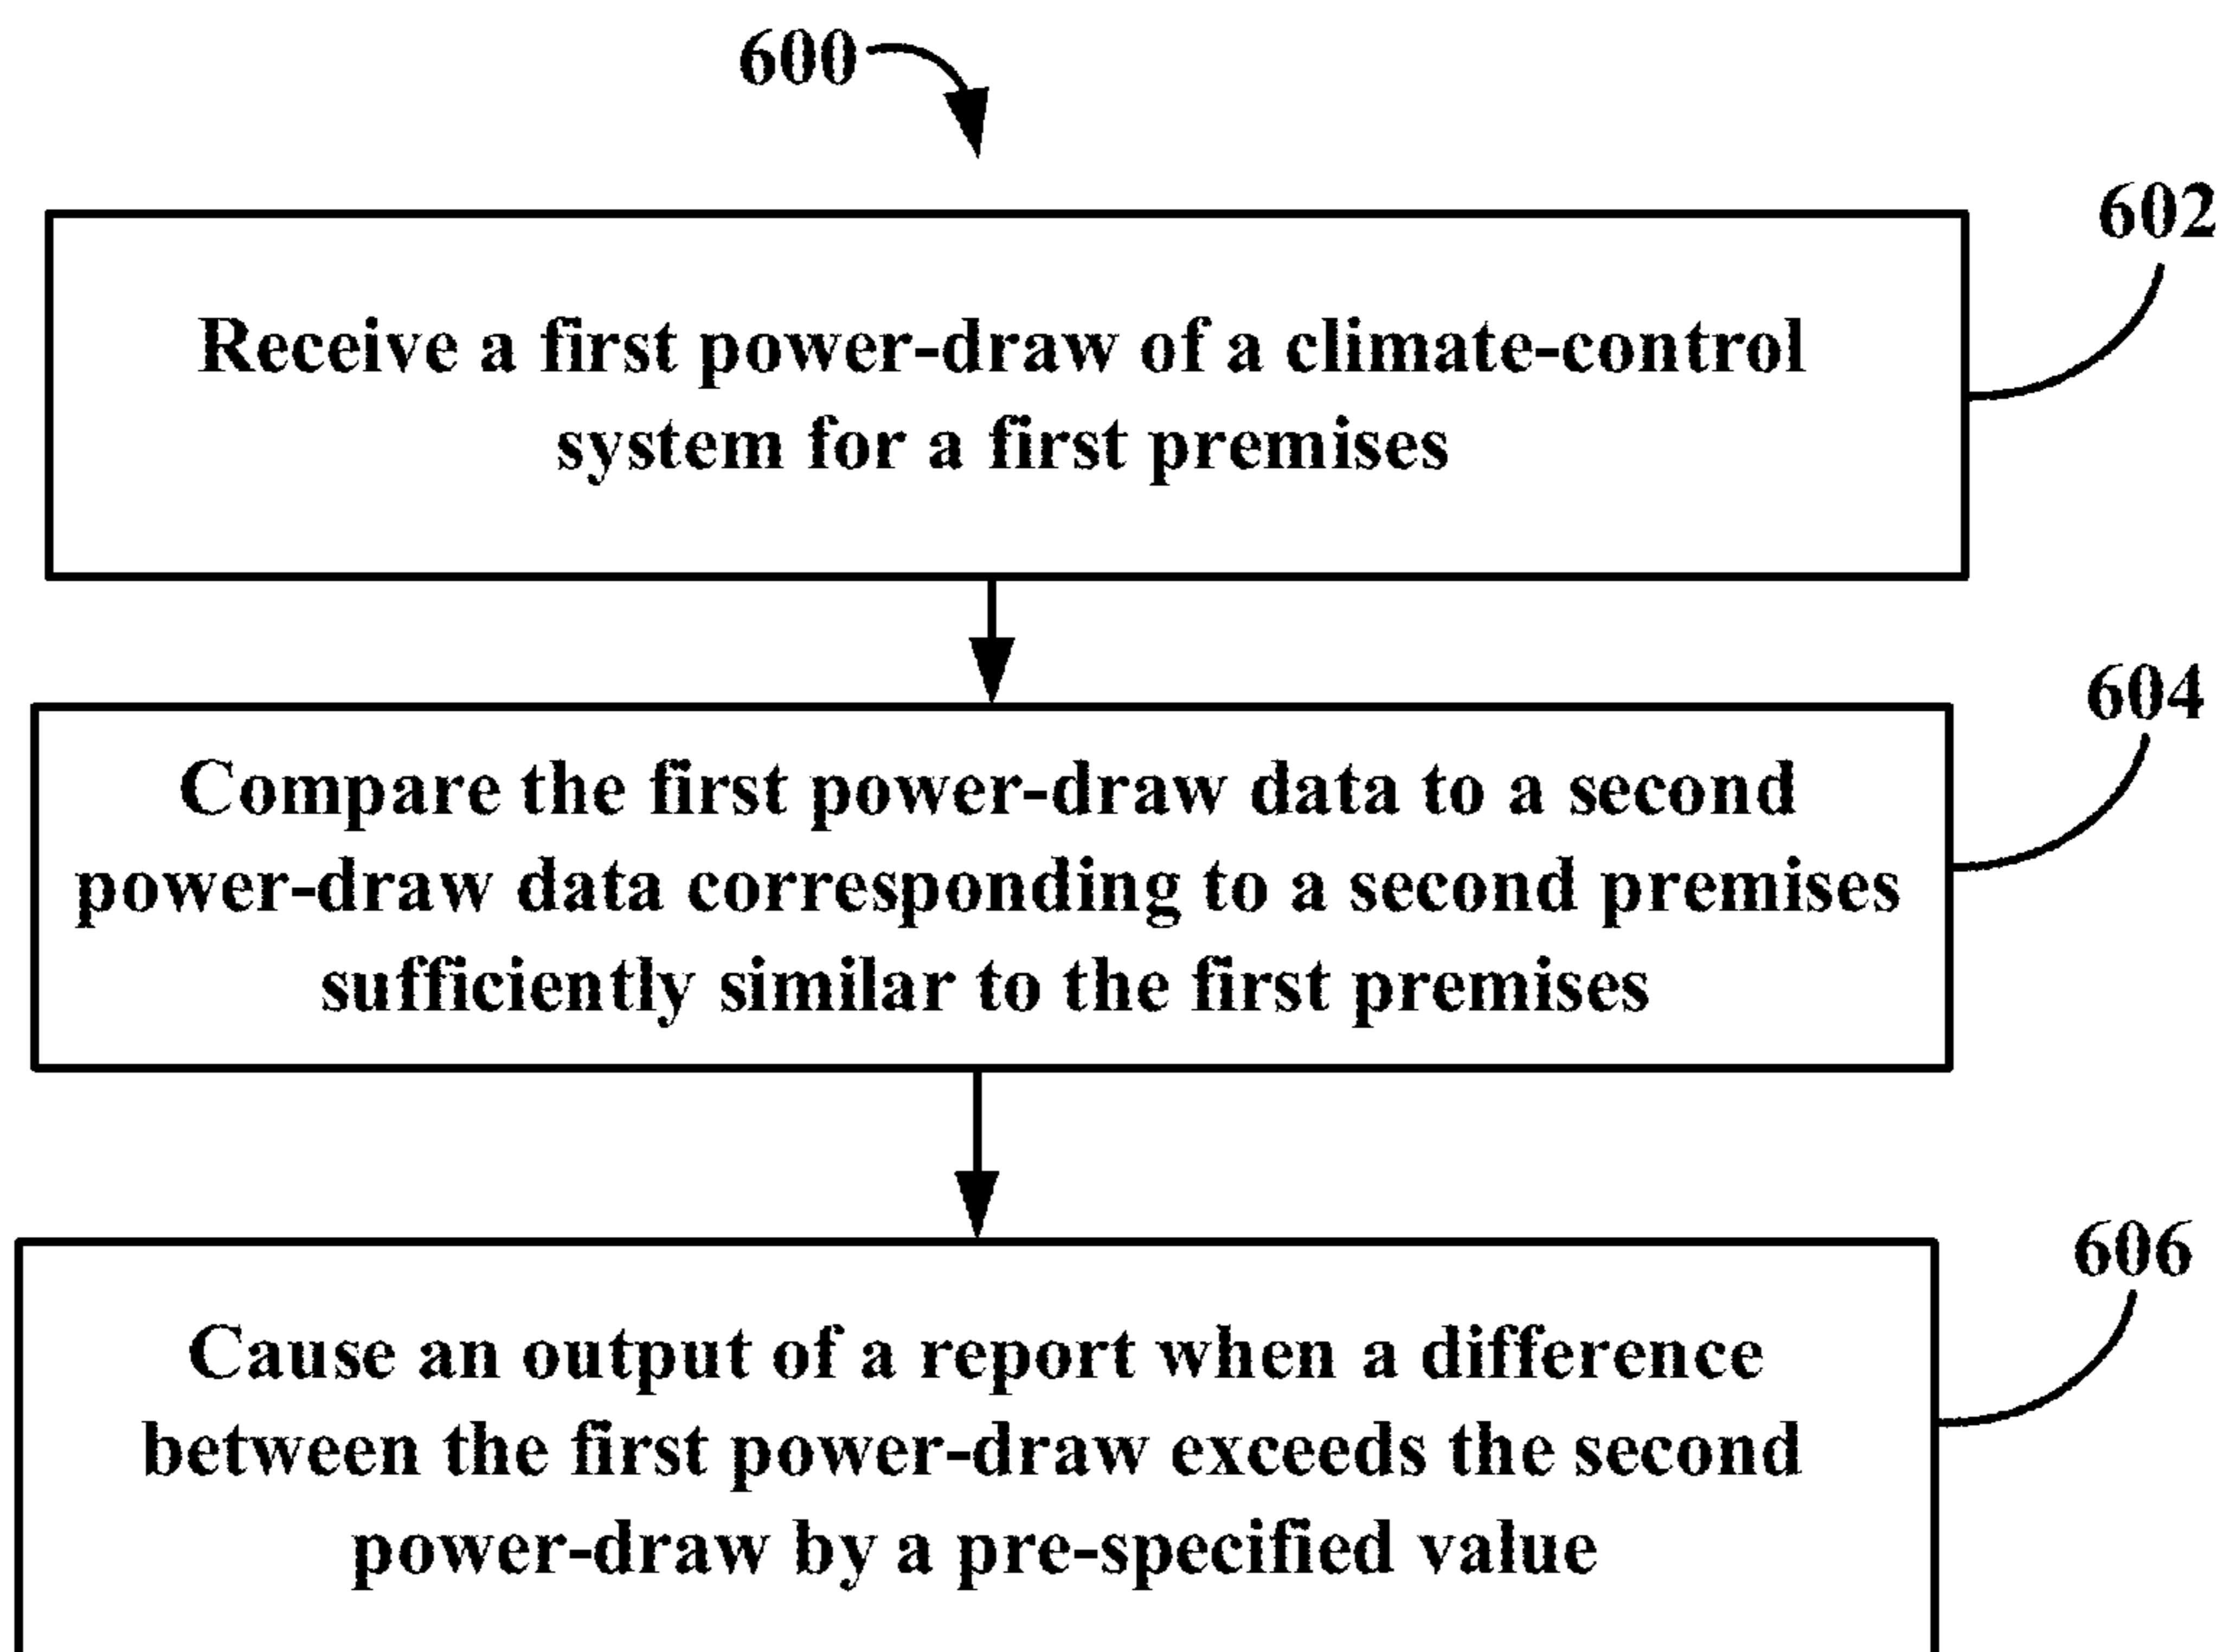 600
602
Receive a first power-draw of a climate-control
system for a first premises
604
Compare the first power-draw data to a second
power-draw data corresponding to a second premises
sufficiently similar to the first premises
606
Cause an output of a report when a difference
between the first power-draw exceeds the second
power-draw by a pre-specified value